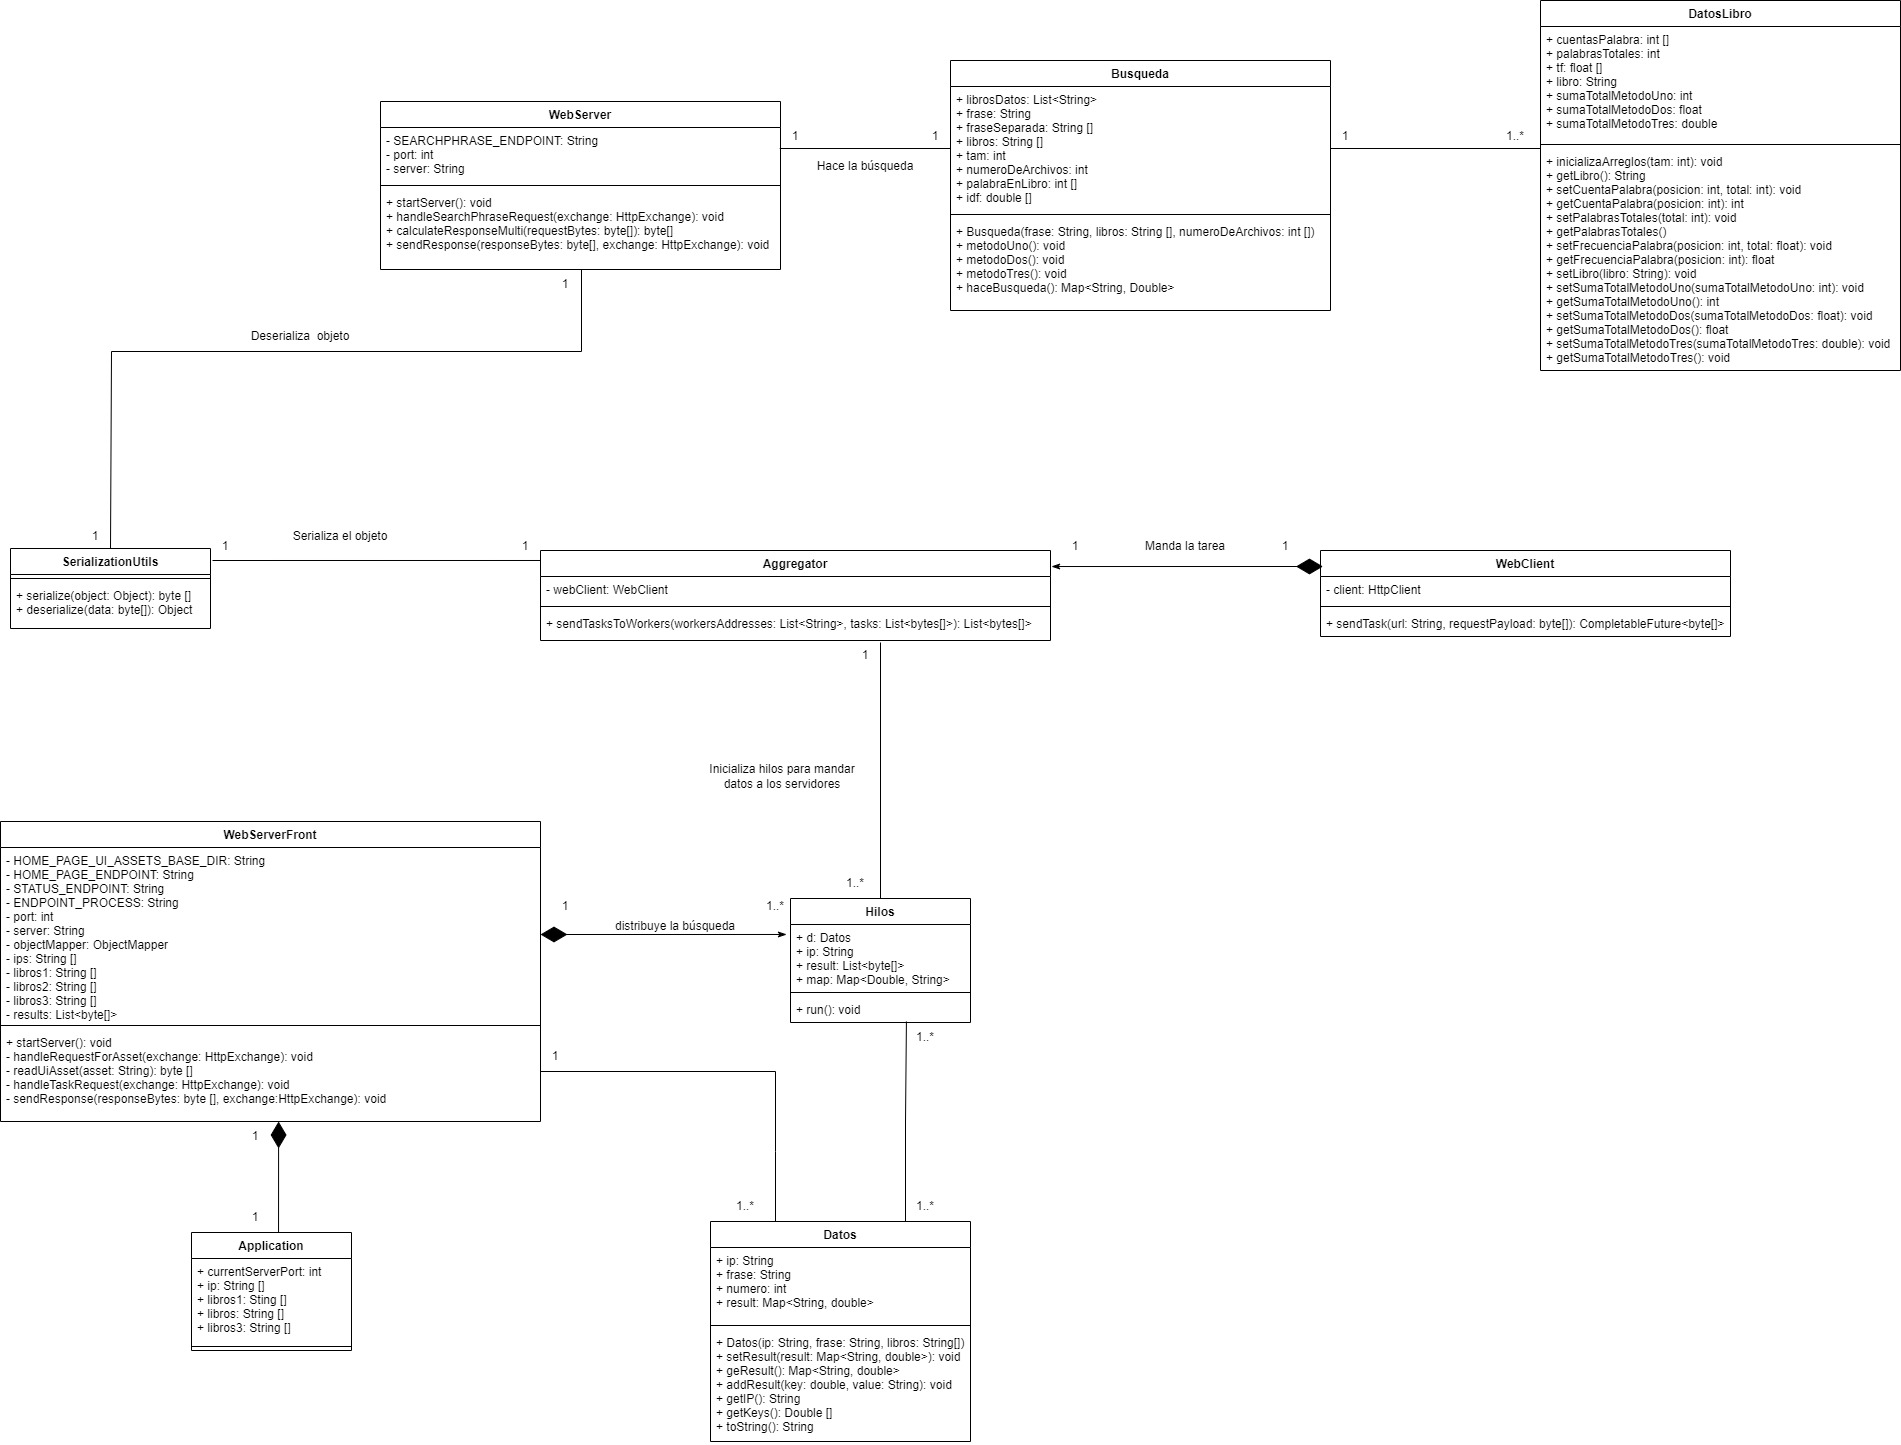 DatosLibro
+ cuentasPalabra: int []
+ palabrasTotales: int
+ tf: float []
+ libro: String
+ sumaTotalMetodoUno: int
+ sumaTotalMetodoDos: float
+ sumaTotalMetodoTres: double
+ inicializaArreglos(tam: int): void
+ getLibro(): String
+ setCuentaPalabra(posicion: int, total: int): void
+ getCuentaPalabra(posicion: int): int
+ setPalabrasTotales(total: int): void
+ getPalabrasTotales()
+ setFrecuenciaPalabra(posicion: int, total: float): void
+ getFrecuenciaPalabra(posicion: int): float
+ setLibro(libro: String): void
+ setSumaTotalMetodoUno(sumaTotalMetodoUno: int): void
+ getSumaTotalMetodoUno(): int
+ setSumaTotalMetodoDos(sumaTotalMetodoDos: float): void
+ getSumaTotalMetodoDos(): float
+ setSumaTotalMetodoTres(sumaTotalMetodoTres: double): void
+ getSumaTotalMetodoTres(): void
Busqueda
+ librosDatos: List<String>
+ frase: String
+ fraseSeparada: String []
+ libros: String []
+ tam: int
+ numeroDeArchivos: int
+ palabraEnLibro: int []
+ idf: double []
+ Busqueda(frase: String, libros: String [], numeroDeArchivos: int [])
+ metodoUno(): void
+ metodoDos(): void
+ metodoTres(): void
+ haceBusqueda(): Map<String, Double>
1
1..*
WebServer
- SEARCHPHRASE_ENDPOINT: String
- port: int
- server: String
+ startServer(): void
+ handleSearchPhraseRequest(exchange: HttpExchange): void
+ calculateResponseMulti(requestBytes: byte[]): byte[]
+ sendResponse(responseBytes: byte[], exchange: HttpExchange): void
1
1
Hace la búsqueda
1
Deserializa objeto
1
SerializationUtils
+ serialize(object: Object): byte []
+ deserialize(data: byte[]): Object
1
Serializa el objeto
1
Aggregator
- webClient: WebClient
+ sendTasksToWorkers(workersAddresses: List<String>, tasks: List<bytes[]>): List<bytes[]>
1
Manda la tarea
1
WebClient
- client: HttpClient
+ sendTask(url: String, requestPayload: byte[]): CompletableFuture<byte[]>
1
Inicializa hilos para mandar
datos a los servidores
1..*
WebServerFront
- HOME_PAGE_UI_ASSETS_BASE_DIR: String
- HOME_PAGE_ENDPOINT: String
- STATUS_ENDPOINT: String
- ENDPOINT_PROCESS: String
- port: int
- server: String
- objectMapper: ObjectMapper
- ips: String []
- libros1: String []
- libros2: String []
- libros3: String []
- results: List<byte[]>
+ startServer(): void
- handleRequestForAsset(exchange: HttpExchange): void
- readUiAsset(asset: String): byte []
- handleTaskRequest(exchange: HttpExchange): void
- sendResponse(responseBytes: byte [], exchange:HttpExchange): void
1
1..*
distribuye la búsqueda
Hilos
+ d: Datos
+ ip: String
+ result: List<byte[]>
+ map: Map<Double, String>
+ run(): void
1..*
1
1
1
1..*
1..*
Application
+ currentServerPort: int
+ ip: String []
+ libros1: Sting []
+ libros: String []
+ libros3: String []
Datos
+ ip: String
+ frase: String
+ numero: int
+ result: Map<String, double>
+ Datos(ip: String, frase: String, libros: String[])
+ setResult(result: Map<String, double>): void
+ geResult(): Map<String, double>
+ addResult(key: double, value: String): void
+ getIP(): String
+ getKeys(): Double []
+ toString(): String